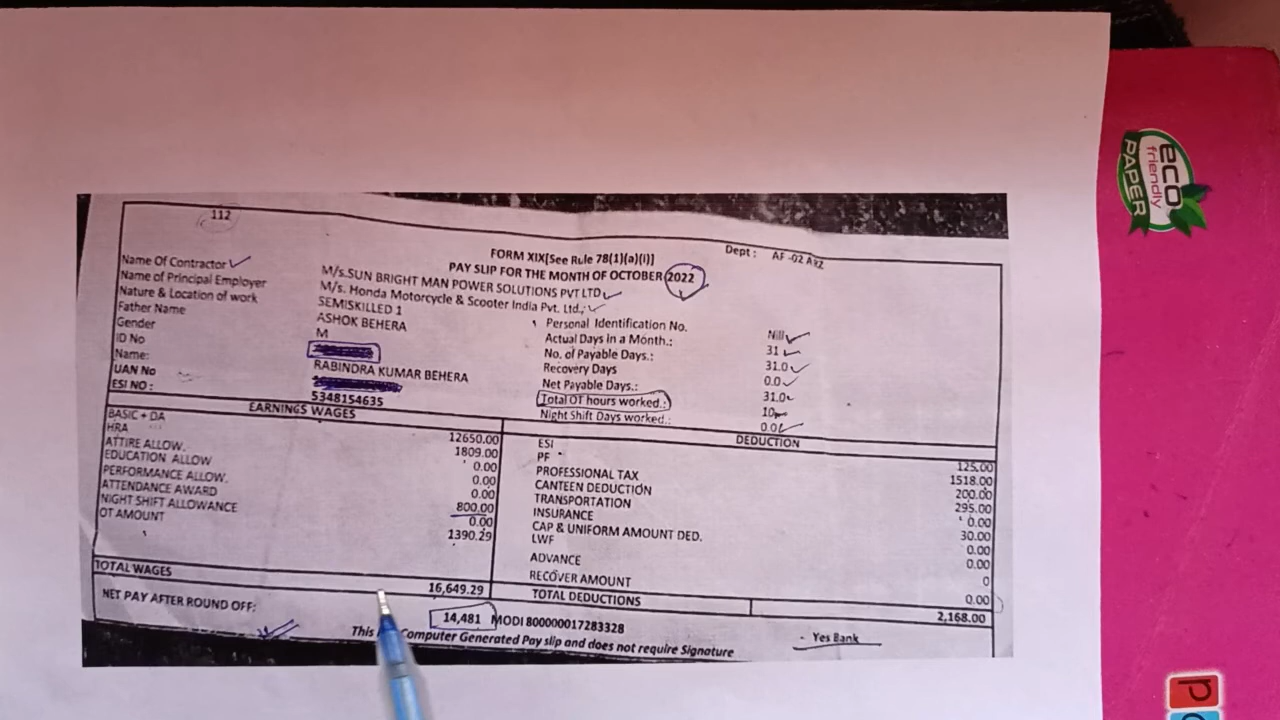 112
FORM XIX[See Rule 78(1)(a)(i)]
Dept : AF -02 A
PAY SLIP FOR THE MONTH OF OCTOBER 2022
Name Of Contractor M/s.SUN BRIGHT MAN POWER SOLUTIONS PVT LTD
Name of Principal Employer M/s. Honda Motorcycle & Scooter India Pvt. Ltd.,
Nature & Location of work SEMISKILLED 1
Father Name ASHOK BEHERA
Gender M
ID No
Name: RABINDRA KUMAR BEHERA
UAN No
ESI NO : 5348154635
Personal Identification No. Nill
Actual Days in a Month.: 31
No. of Payable Days.: 31.0
Recovery Days 0.0
Net Payable Days.: 31.0
Total OT hours worked.: 10
Night Shift Days worked.: 0.0
EARNINGS WAGES
BASIC + DA 12650.00
HRA 1809.00
ATTIRE ALLOW. 0.00
EDUCATION ALLOW 0.00
PERFORMANCE ALLOW. 0.00
ATTENDANCE AWARD 800.00
NIGHT SHIFT ALLOWANCE 0.00
OT AMOUNT 1390.29
DEDUCTION
ESI 125.00
PF 1518.00
PROFESSIONAL TAX 200.00
CANTEEN DEDUCTION 295.00
TRANSPORTATION 0.00
INSURANCE 30.00
CAP & UNIFORM AMOUNT DED. 0.00
LWF 0.00
ADVANCE 0
RECOVER AMOUNT 0.00
TOTAL WAGES 16,649.29
TOTAL DEDUCTIONS 2,168.00
NET PAY AFTER ROUND OFF: 14,481 MODI 800000017283328
- Yes Bank
This Computer Generated Pay slip and does not require Signature
eco
friendly
PAPER